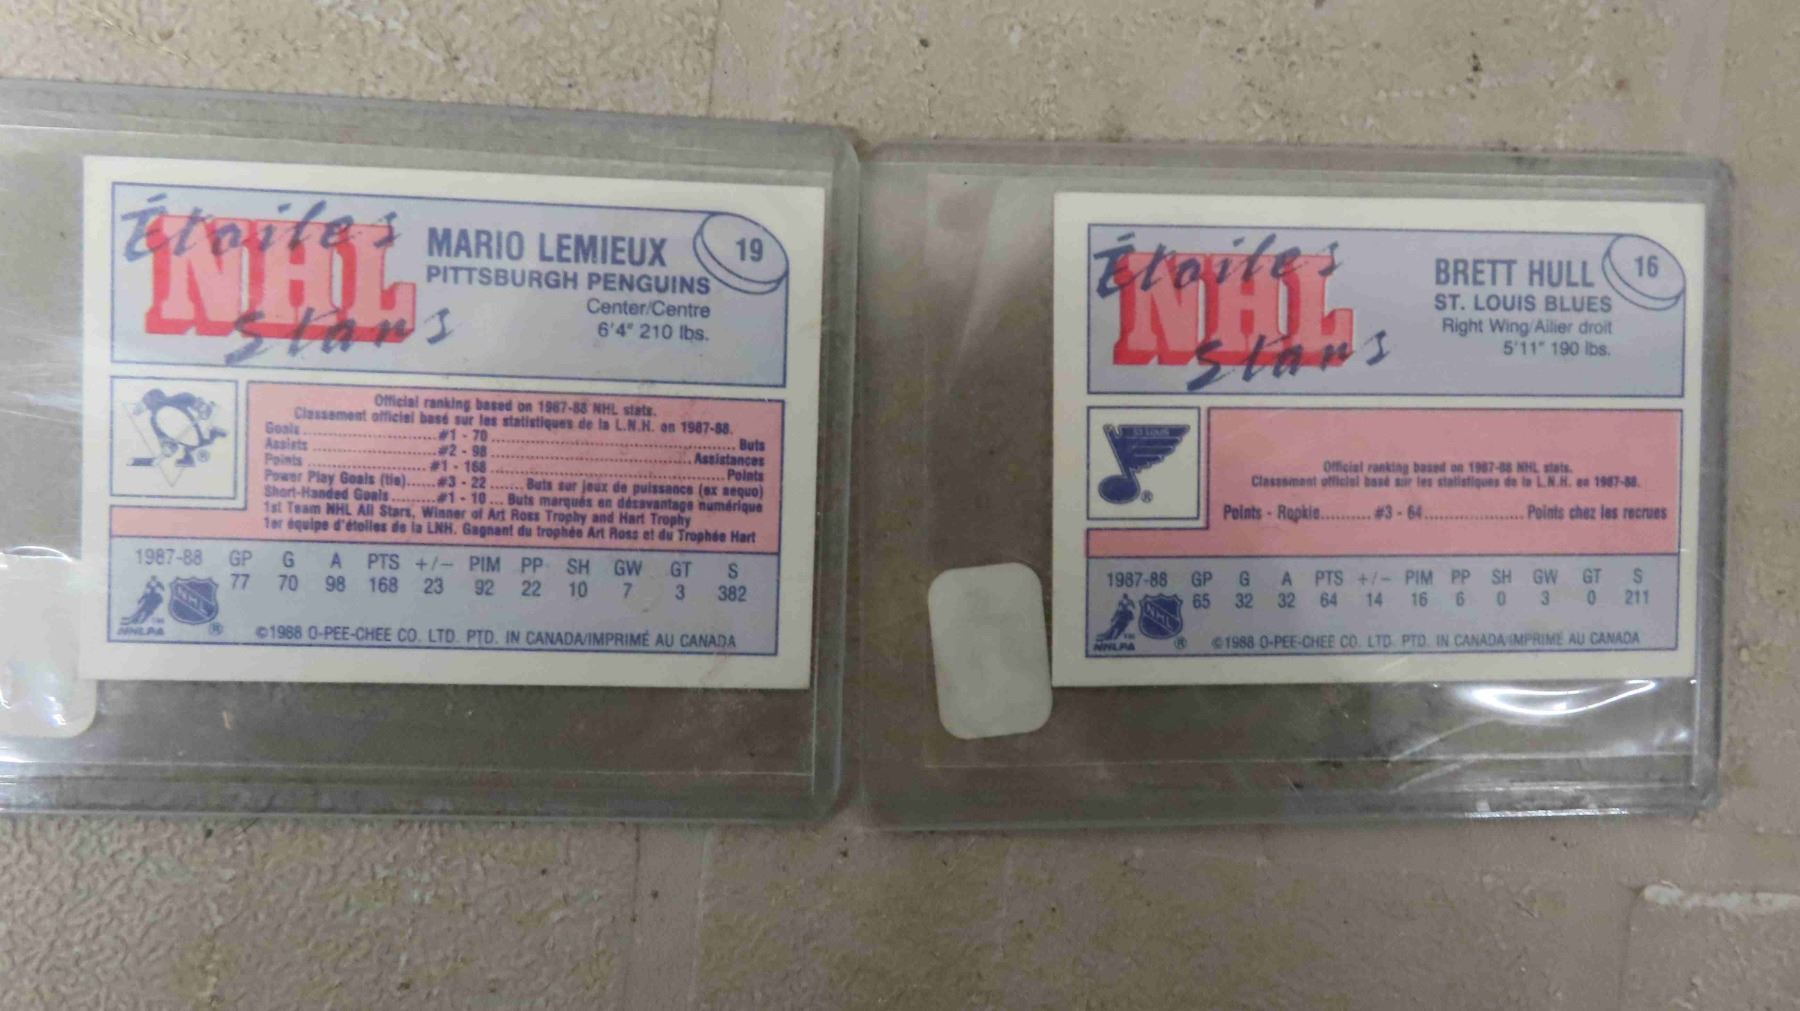 Étoiles
NHL
Stars
MARIO LEMIEUX
PITTSBURGH PENGUINS
Center/Centre
6'4" 210 lbs.
19
Official ranking based on 1987-88 NHL stats.
Classement officiel basé sur les statistiques de la L.N.H. en 1987-88.
Goals ........ #1 - 70 ........ Buts
Assists ........ #2 - 98 ........ Assistances
Points ........ #1 - 168 ........ Points
Power Play Goals (tie) ...... #3 - 22 ...... Buts sur jeux de puissance (ex aequo)
Short-Handed Goals ........ #1 - 10 ... Buts marqués en désavantage numérique
1st Team NHL All Stars, Winner of Art Ross Trophy and Hart Trophy
1er équipe d'étoiles de la LNH. Gagnant du trophée Art Ross et du Trophée Hart
1987-88 GP G A PTS +/− PIM PP SH GW GT S
77 70 98 168 23 92 22 10 7 3 382
NHLPA TM NHL ®
©1988 O-PEE-CHEE CO. LTD. PTD. IN CANADA/IMPRIMÉ AU CANADA
Étoiles
NHL
Stars
BRETT HULL
ST. LOUIS BLUES
Right Wing/Ailier droit
5'11" 190 lbs.
16
ST LOUIS
®
Official ranking based on 1987-88 NHL stats.
Classement officiel basé sur les statistiques de la L.N.H. en 1987-88.
Points - Rookie .......... #3 - 64 .................... Points chez les recrues
1987-88 GP G A PTS +/− PIM PP SH GW GT S
65 32 32 64 14 16 6 0 3 0 211
NHLPA TM NHL ®
©1988 O-PEE-CHEE CO. LTD. PTD. IN CANADA/IMPRIMÉ AU CANADA